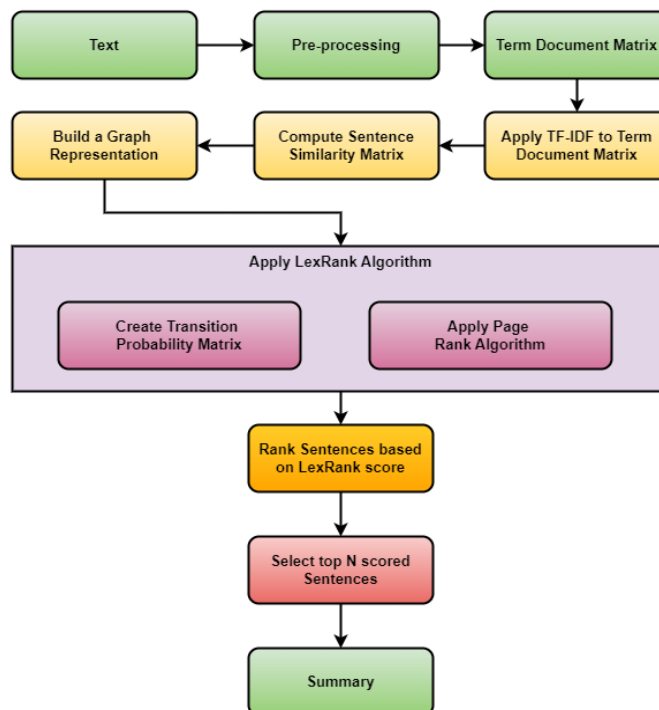 Text
Pre-processing
Term Document Matrix
Apply TF-IDF to Term
Document Matrix
Compute Sentence
Similarity Matrix
Build a Graph
Representation
Apply LexRank Algorithm
Create Transition
Probability Matrix
Apply Page
Rank Algorithm
Rank Sentences based
on LexRank score
Select top N scored
Sentences
Summary